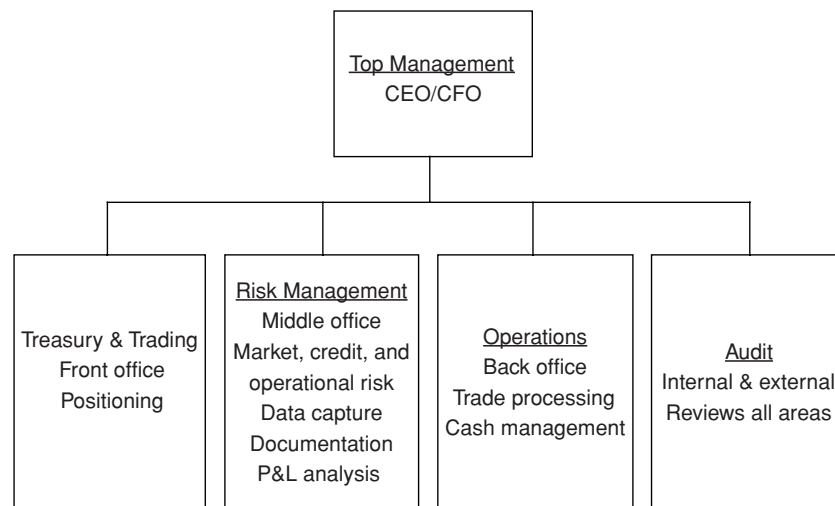 Top Management
CEO/CFO
Treasury & Trading
Front office
Positioning
Risk Management
Middle office
Market, credit, and
operational risk
Data capture
Documentation
P&L analysis
Operations
Back office
Trade processing
Cash management
Audit
Internal & external
Reviews all areas